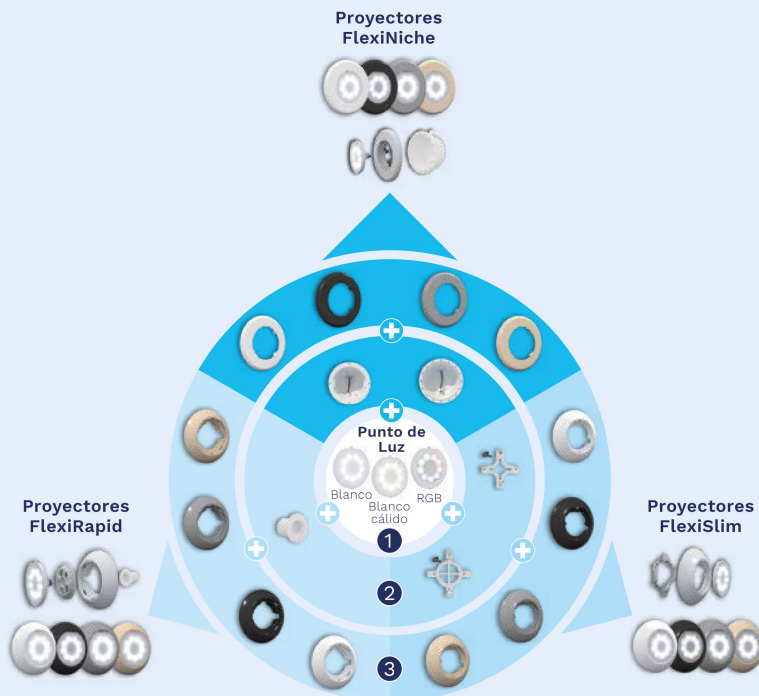 Proyectores
FlexiNiche
Punto de
Luz
Blanco
Blanco
cálido
RGB
Proyectores
FlexiRapid
Proyectores
FlexiSlim
1
2
3